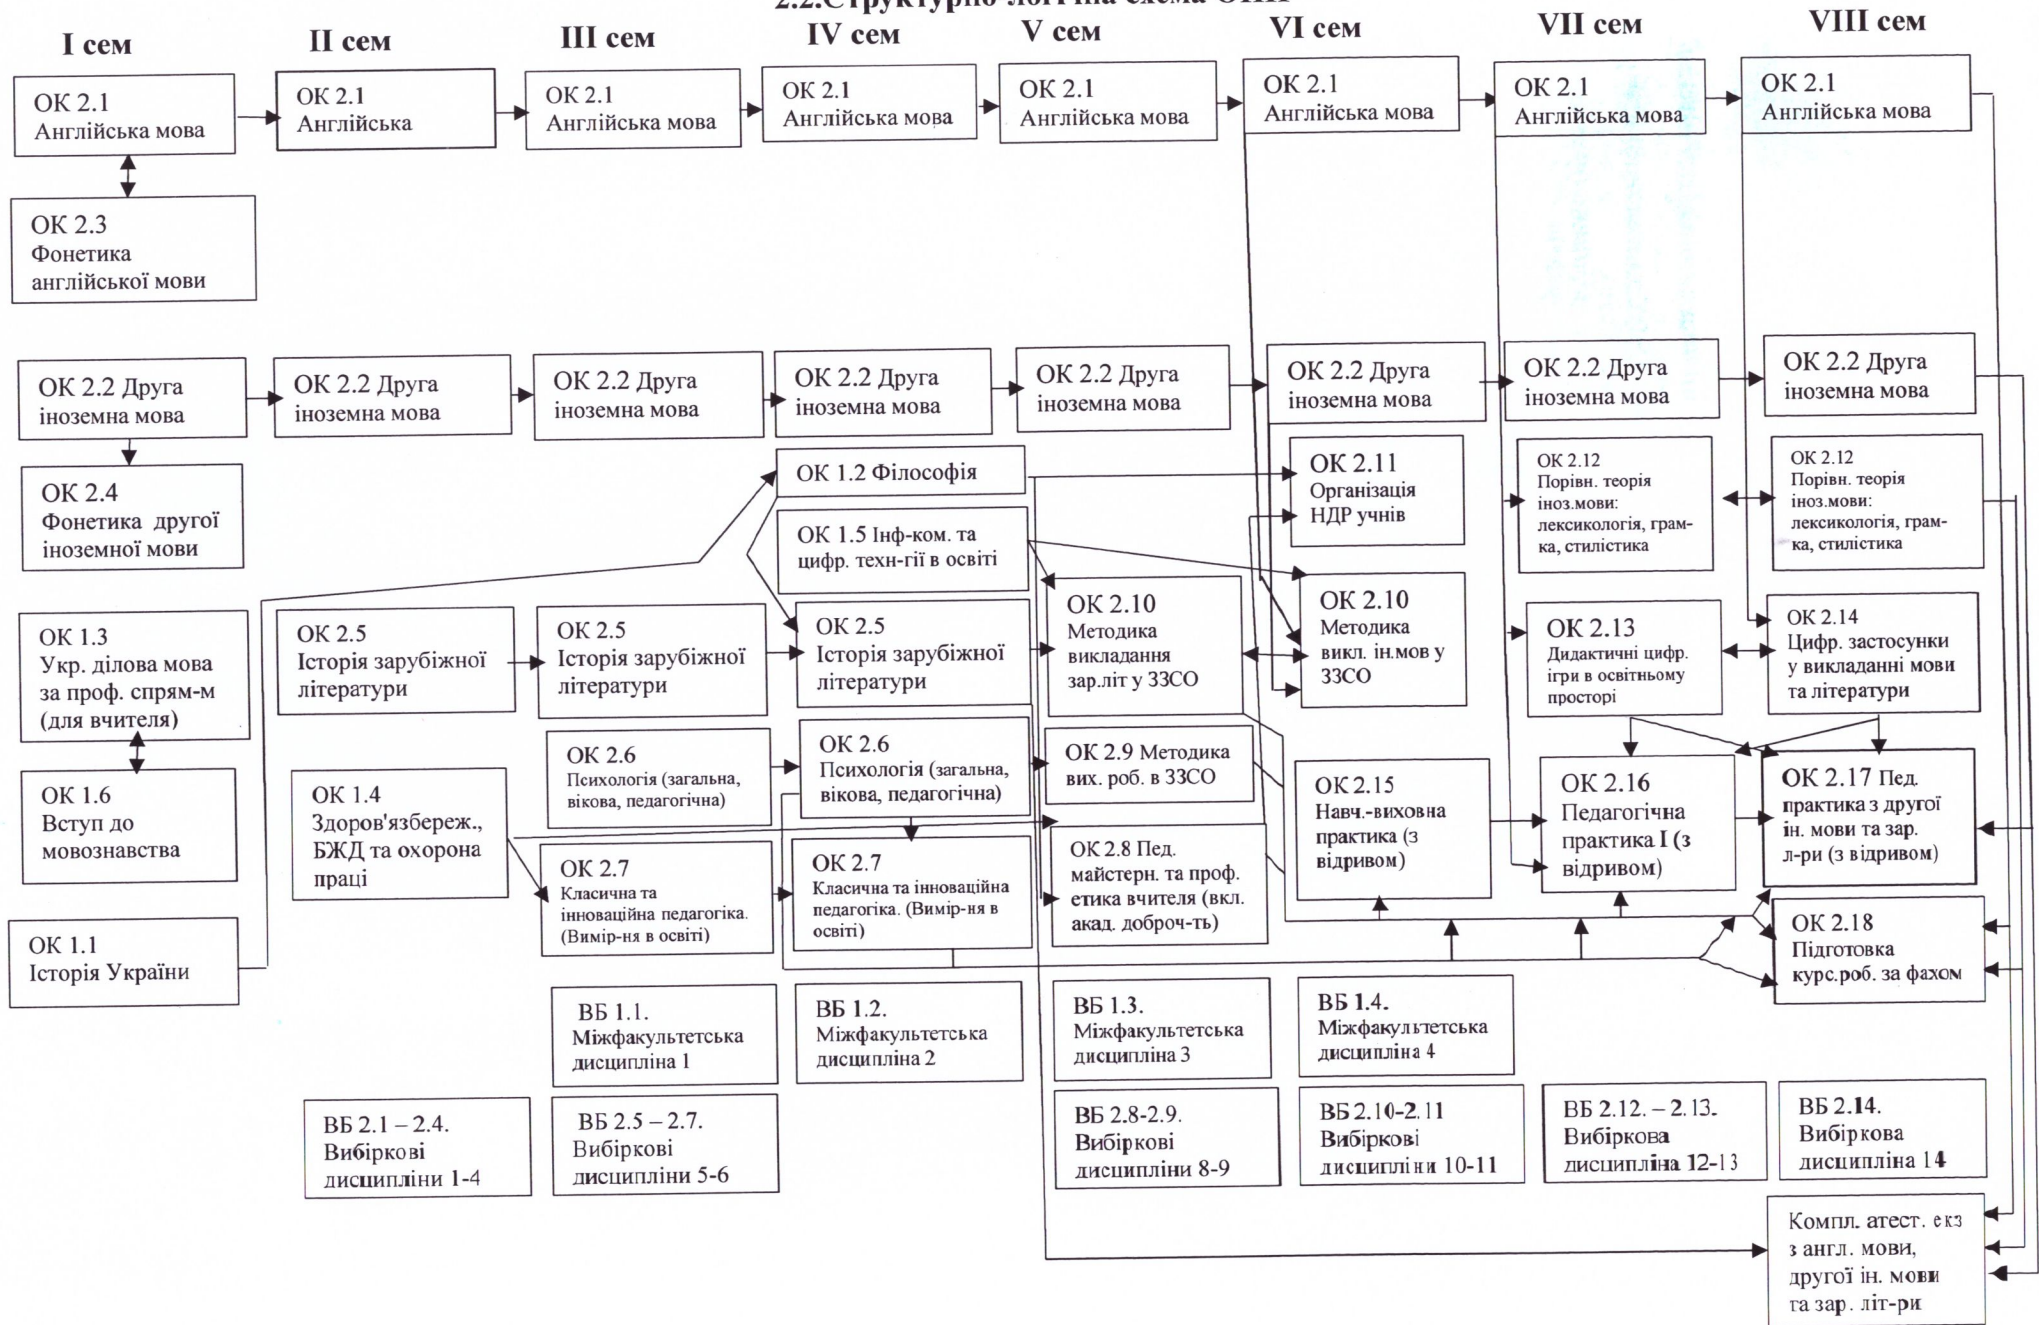 2.2.Структурно-логічна схема ОПП
I сем
II сем
III сем
IV сем
V сем
VI сем
VII сем
VIII сем
ОК 2.1
Англійська мова
ОК 2.1
Англійська
ОК 2.1
Англійська мова
ОК 2.1
Англійська мова
ОК 2.1
Англійська мова
ОК 2.1
Англійська мова
ОК 2.1
Англійська мова
ОК 2.1
Англійська мова
ОК 2.3
Фонетика
англійської мови
ОК 2.2 Друга
іноземна мова
ОК 2.2 Друга
іноземна мова
ОК 2.2 Друга
іноземна мова
ОК 2.2 Друга
іноземна мова
ОК 2.2 Друга
іноземна мова
ОК 2.2 Друга
іноземна мова
ОК 2.2 Друга
іноземна мова
ОК 2.2 Друга
іноземна мова
ОК 2.4
Фонетика другої
іноземної мови
ОК 1.2 Філософія
ОК 1.5 Інф-ком. та
цифр. техн-гії в освіті
ОК 2.11
Організація
НДР учнів
ОК 2.12
Порівн. теорія
іноз.мови:
лексикологія, грам-
ка, стилістика
ОК 2.12
Порівн. теорія
іноз.мови:
лексикологія, грам-
ка, стилістика
ОК 1.3
Укр. ділова мова
за проф. спрям-м
(для вчителя)
ОК 2.5
Історія зарубіжної
літератури
ОК 2.5
Історія зарубіжної
літератури
ОК 2.5
Історія зарубіжної
літератури
ОК 2.10
Методика
викладання
зар.літ у ЗЗСО
ОК 2.10
Методика
викл. ін.мов у
ЗЗСО
ОК 2.13
Дидактичні цифр.
ігри в освітньому
просторі
ОК 2.14
Цифр. застосунки
у викладанні мови
та літератури
ОК 1.6
Вступ до
мовознавства
ОК 1.4
Здоров'язбереж.,
БЖД та охорона
праці
ОК 2.6
Психологія (загальна,
вікова, педагогічна)
ОК 2.6
Психологія (загальна,
вікова, педагогічна)
ОК 2.9 Методика
вих. роб. в ЗЗСО
ОК 2.15
Навч.-виховна
практика (з
відривом)
ОК 2.16
Педагогічна
практика І (з
відривом)
ОК 2.17 Пед.
практика з другої
ін. мови та зар.
л-ри (з відривом)
ОК 2.7
Класична та
інноваційна педагогіка.
(Вимір-ня в освіті)
ОК 2.7
Класична та інноваційна
педагогіка. (Вимір-ня в
освіті)
ОК 2.8 Пед.
майстерн. та проф.
етика вчителя (вкл.
акад. доброч-ть)
ОК 1.1
Історія України
ОК 2.18
Підготовка
курс.роб. за фахом
ВБ 1.1.
Міжфакультетська
дисципліна 1
ВБ 1.2.
Міжфакультетська
дисципліна 2
ВБ 1.3.
Міжфакультетська
дисципліна 3
ВБ 1.4.
Міжфакультетська
дисципліна 4
ВБ 2.1 – 2.4.
Вибіркові
дисципліни 1-4
ВБ 2.5 – 2.7.
Вибіркові
дисципліни 5-6
ВБ 2.8-2.9.
Вибіркові
дисципліни 8-9
ВБ 2.10-2.11
Вибіркові
дисципліни 10-11
ВБ 2.12. – 2.13.
Вибіркова
дисципліна 12-13
ВБ 2.14.
Вибіркова
дисципліна 14
Компл. атест. екз
з англ. мови,
другої ін. мови
та зар. літ-ри